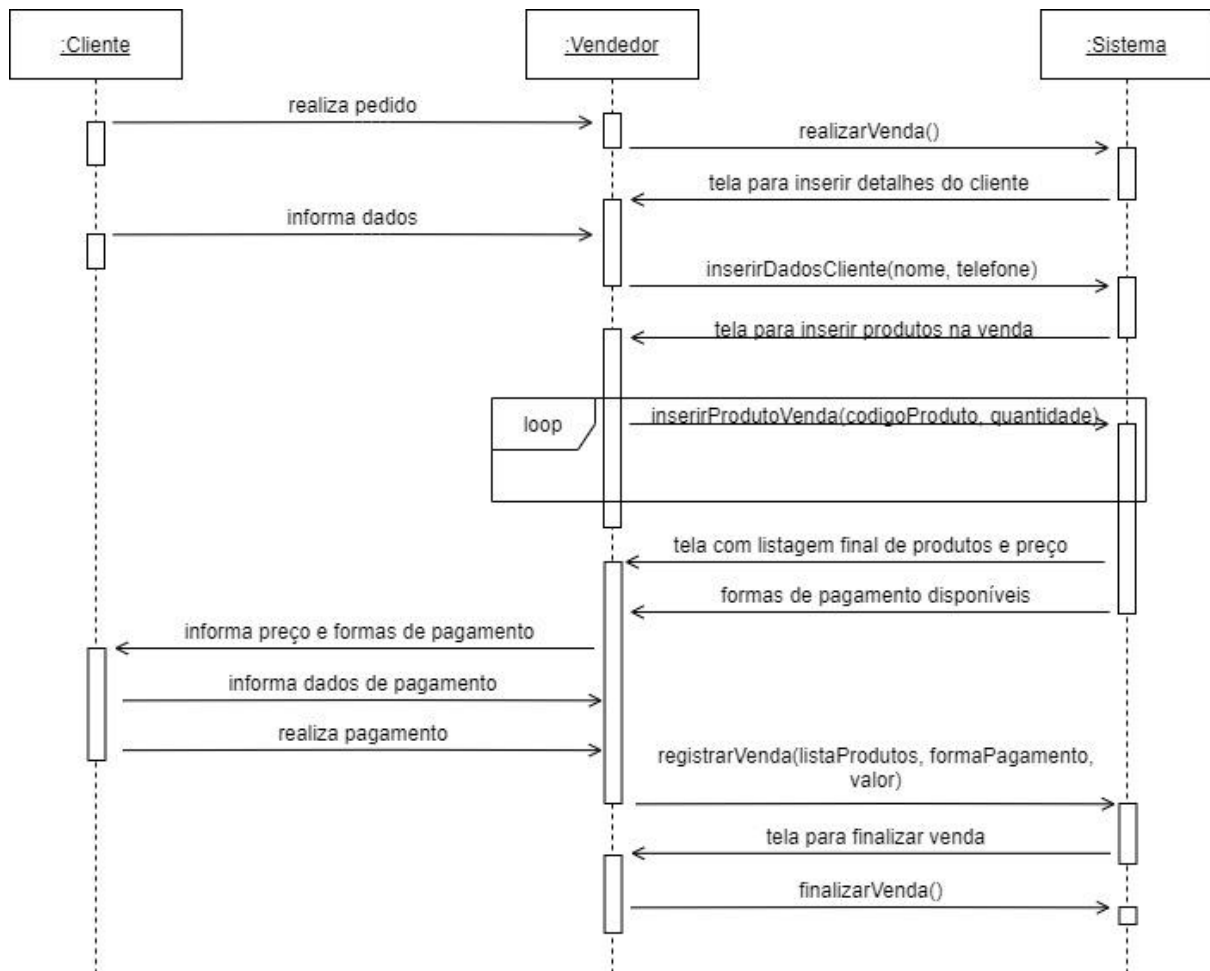 :Cliente
:Vendedor
:Sistema
realiza pedido
realizarVenda()
tela para inserir detalhes do cliente
informa dados
inserirDadosCliente(nome, telefone)
tela para inserir produtos na venda
loop
inserirProdutoVenda(codigoProduto, quantidade)
tela com listagem final de produtos e preço
formas de pagamento disponíveis
informa preço e formas de pagamento
informa dados de pagamento
realiza pagamento
registrarVenda(listaProdutos, formaPagamento,
valor)
tela para finalizar venda
finalizarVenda()